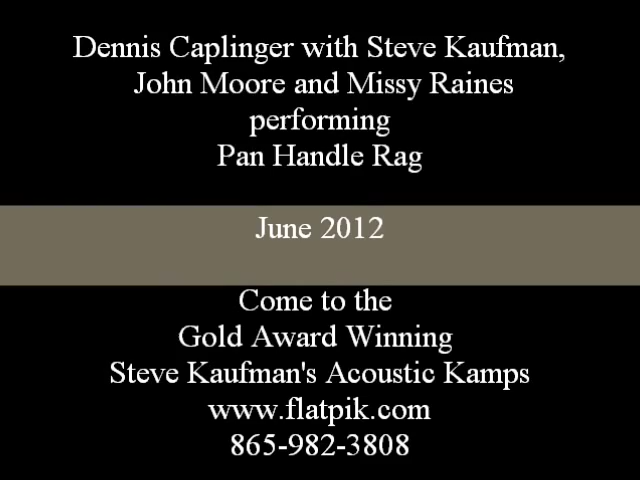 Dennis Caplinger with Steve Kaufman,
John Moore and Missy Raines
performing
Pan Handle Rag
June 2012
Come to the
Gold Award Winning
Steve Kaufman's Acoustic Kamps
www.flatpik.com
865-982-3808